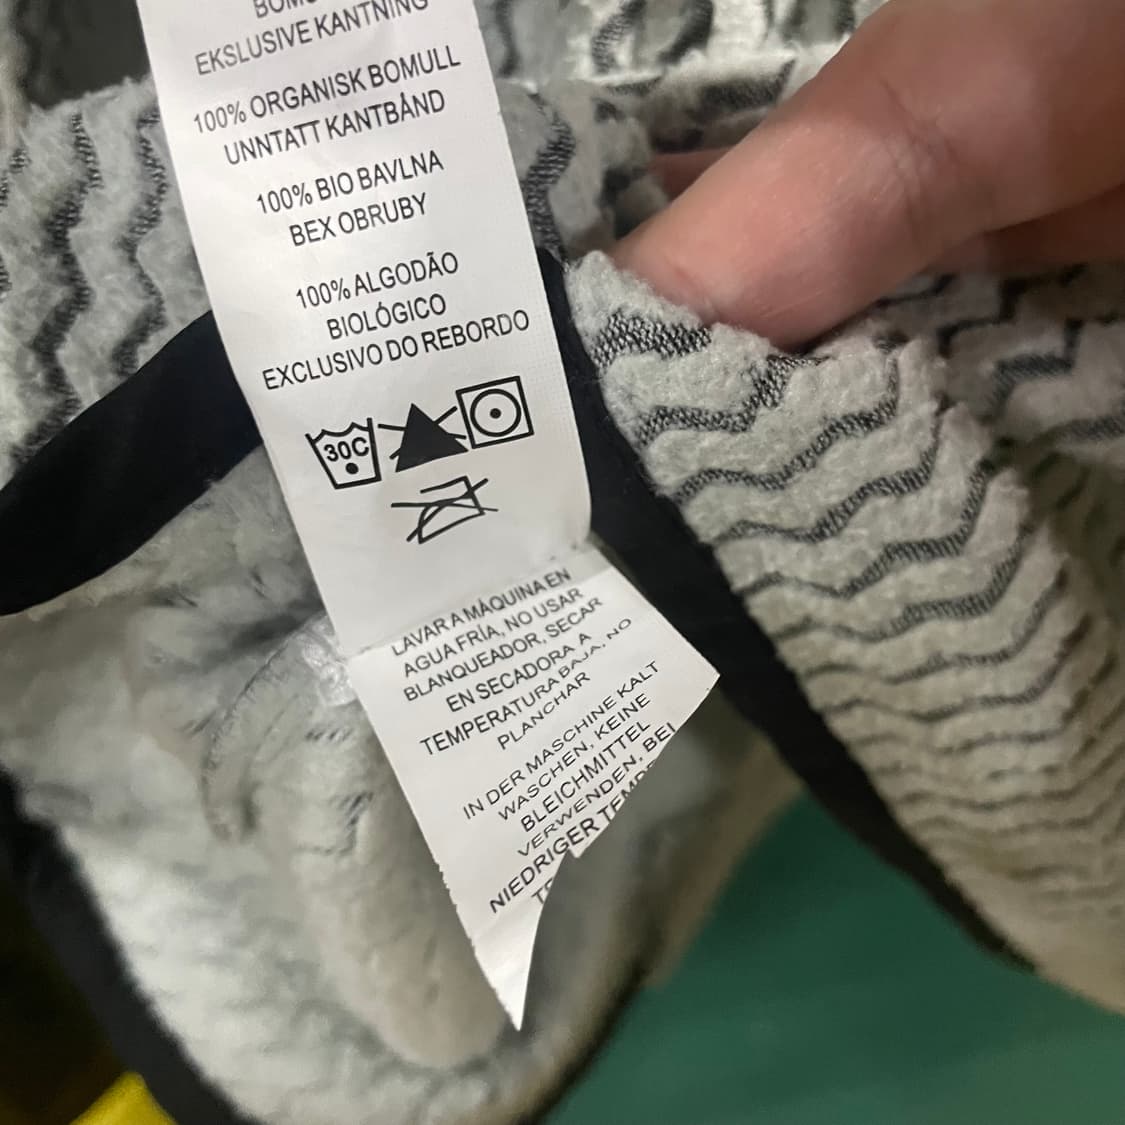 EKSLUSIVE KANTNING
100% ORGANISK BOMULL
UNNTATT KANTBÅND
100% BIO BAVLNA
BEX OBRUBY
100% ALGODÃO
BIOLÓGICO
EXCLUSIVO DO REBORDO
30C
LAVAR A MÁQUINA EN
AGUA FRÍA, NO USAR
BLANQUEADOR, SECAR
EN SECADORA A
TEMPERATURA BAJA, NO
PLANCHAR
IN DER MASCHINE KALT
WASCHEN, KEINE
BLEICHMITTEL
VERWENDEN, BEI
NIEDRIGER